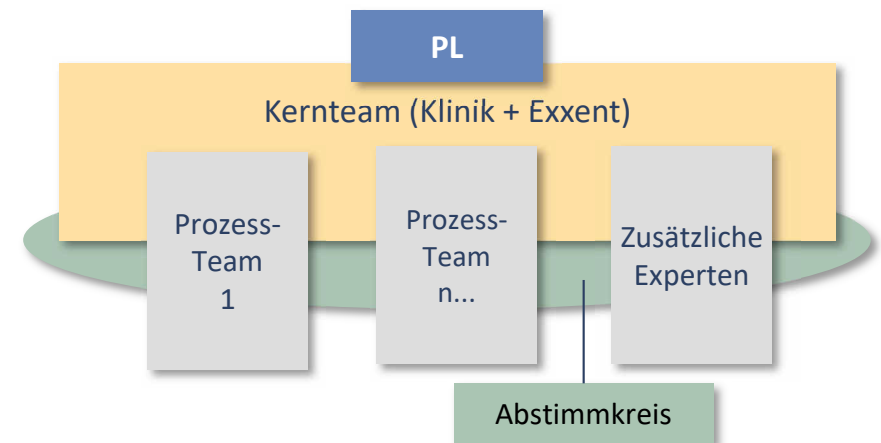 PL
Kernteam (Klinik + Exxent)
Prozess-
Team
1
Prozess-
Team
n...
Zusätzliche
Experten
Abstimmkreis